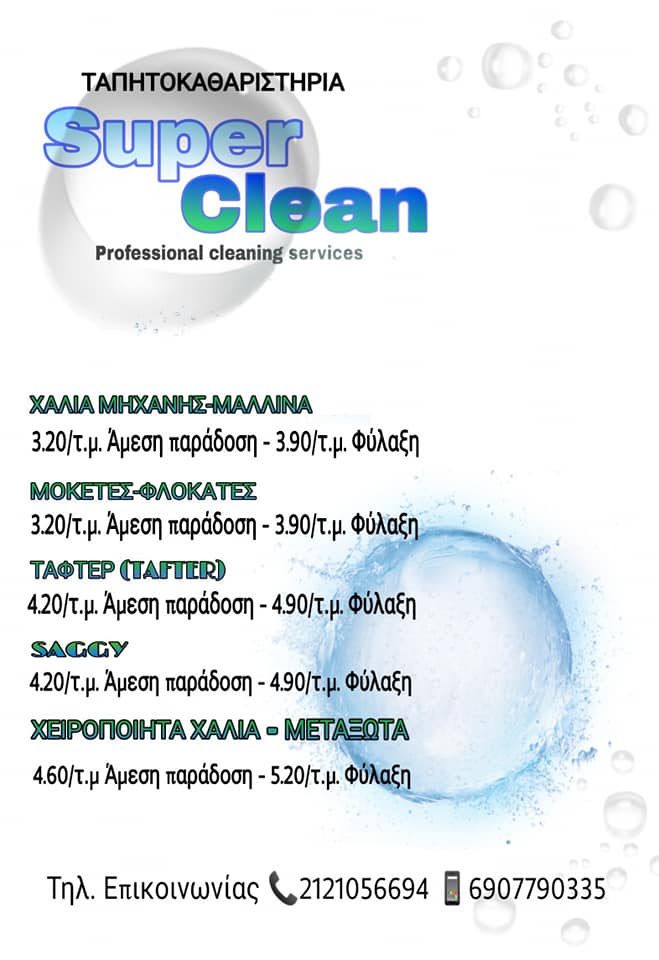 ΤΑΠΗΤΟΚΑΘΑΡΙΣΤΗΡΙΑ
Super
Clean
Professional cleaning services
ΧΑΛΙΑ ΜΗΧΑΝΗΣ-ΜΑΛΛΙΝΑ
3.20/τ.μ. Άμεση παράδοση - 3.90/τ.μ. Φύλαξη
ΜΟΚΕΤΕΣ-ΦΛΟΚΑΤΕΣ
3.20/τ.μ. Άμεση παράδοση - 3.90/τ.μ. Φύλαξη
ΤΑΦΤΕΡ (TAFTER)
4.20/τ.μ. Άμεση παράδοση - 4.90/τ.μ. Φύλαξη
SAGGY
4.20/τ.μ. Άμεση παράδοση - 4.90/τ.μ. Φύλαξη
ΧΕΙΡΟΠΟΙΗΤΑ ΧΑΛΙΑ - ΜΕΤΑΞΩΤΑ
4.60/τ.μ Άμεση παράδοση - 5.20/τ.μ. Φύλαξη
Τηλ. Επικοινωνίας 📞2121056694 📱6907790335